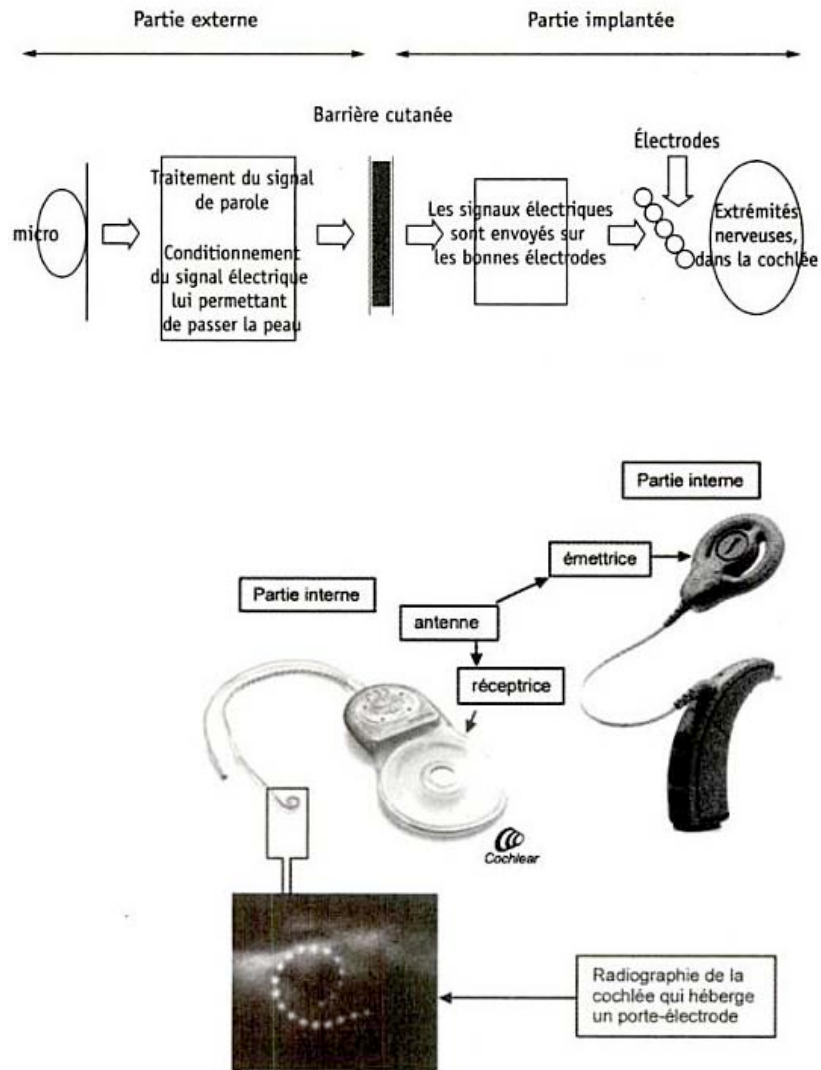 Partie externe
Partie implantée
Barrière cutanée
Électrodes
micro
Traitement du signal
de parole
Conditionnement
du signal électrique
lui permettant
de passer la peau
Les signaux électriques
sont envoyés sur
les bonnes électrodes
Extrémités
nerveuses,
dans la cochlée
Partie interne
émettrice
Partie interne
antenne
réceptrice
Cochlear
Radiographie de la
cochlée qui héberge
un porte-électrode